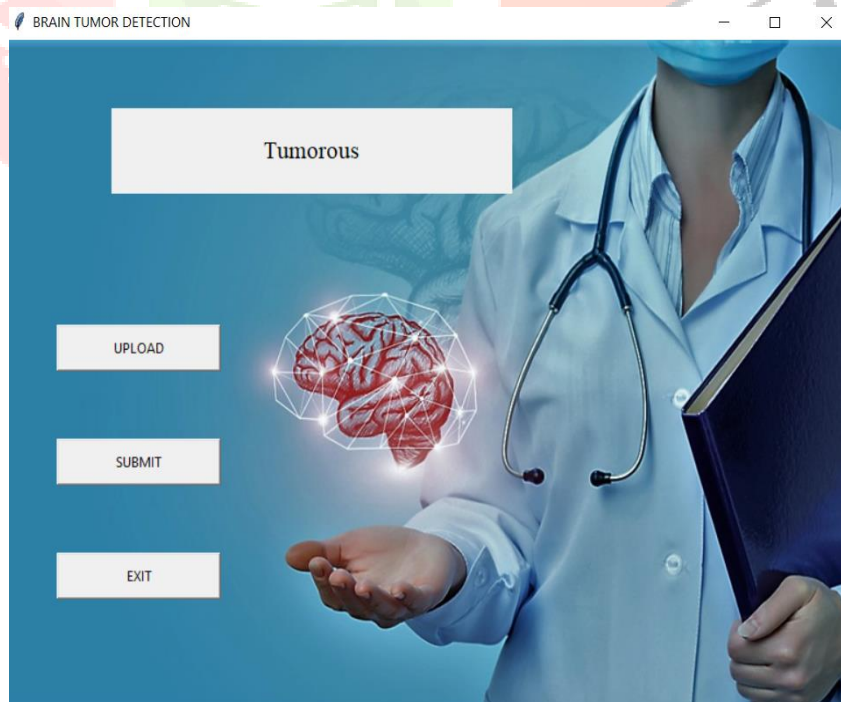 BRAIN TUMOR DETECTION
Tumorous
UPLOAD
SUBMIT
EXIT